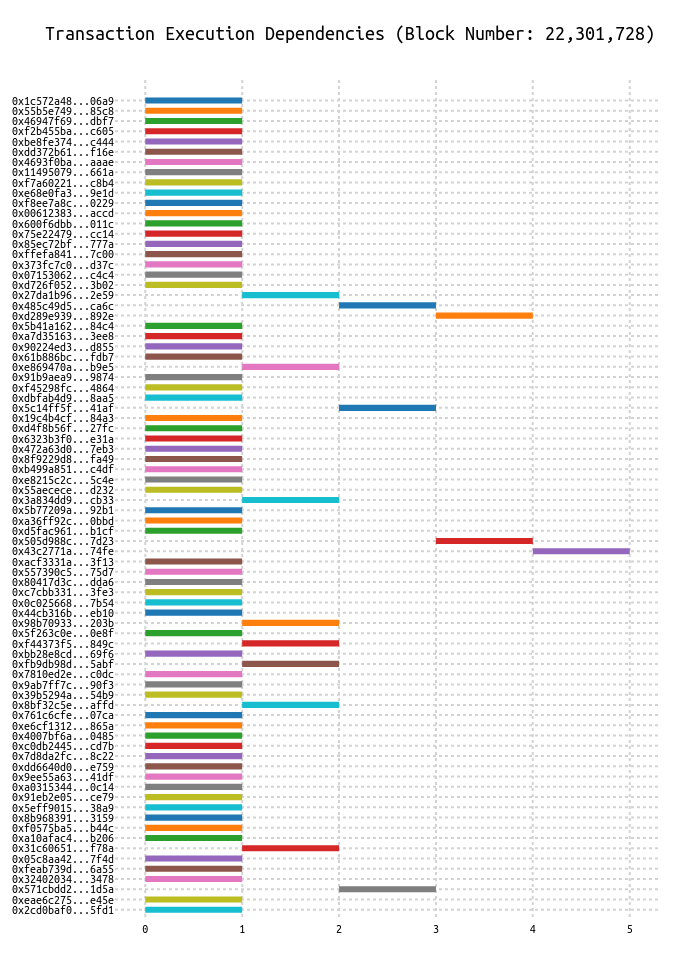 Transaction Execution Dependencies (Block Number: 22,301,728)
0x1c572a48...06a9
0x55b5e749...85c8
0x46947f69...dbf7
0xf2b455ba...c605
0xbe8fe374...c444
0xdd372b61...f16e
0x4693f0ba...aaae
0x11495079...661a
0xf7a60221...c8b4
0xe68e0fa3...9e1d
0xf8ee7a8c...0229
0x00612383...accd
0x600f6dbb...011c
0x75e22479...cc14
0x85ec72bf...777a
0xffefa841...7c00
0x373fc7c0...d37c
0x07153062...c4c4
0xd726f052...3b02
0x27da1b96...2e59
0x485c49d5...ca6c
0xd289e939...892e
0x5b41a162...84c4
0xa7d35163...3ee8
0x90224ed3...d855
0x61b886bc...fdb7
0xe869470a...b9e5
0x91b9aea9...9874
0xf45298fc...4864
0xdbfab4d9...8aa5
0x5c14ff5f...41af
0x19c4b4cf...84a3
0xd4f8b56f...27fc
0x6323b3f0...e31a
0x472a63d0...7eb3
0x8f9229d8...fa49
0xb499a851...c4df
0xe8215c2c...5c4e
0x55aecece...d232
0x3a834dd9...cb33
0x5b77209a...92b1
0xa36ff92c...0bbd
0xd5fac961...b1cf
0x505d988c...7d23
0x43c2771a...74fe
0xacf3331a...3f13
0x557390c5...75d7
0x80417d3c...dda6
0xc7cbb331...3fe3
0x0c025668...7b54
0x44cb316b...eb10
0x98b70933...203b
0x5f263c0e...0e8f
0xf44373f5...849c
0xbb28e8cd...69f6
0xfb9db98d...5abf
0x7810ed2e...c0dc
0x9ab7ff7c...90f3
0x39b5294a...54b9
0x8bf32c5e...affd
0x761c6cfe...07ca
0xe6cf1312...865a
0x4007bf6a...0485
0xc0db2445...cd7b
0x7d8da2fc...8c22
0xdd6640d0...e759
0x9ee55a63...41df
0xa0315344...0c14
0x91eb2e05...ce79
0x5eff9015...38a9
0x8b968391...3159
0xf0575ba5...b44c
0xa10afac4...b206
0x31c60651...f78a
0x05c8aa42...7f4d
0xfeab739d...6a55
0x32402034...3478
0x571cbdd2...1d5a
0xeae6c275...e45e
0x2cd0baf0...5fd1
0 1 2 3 4 5